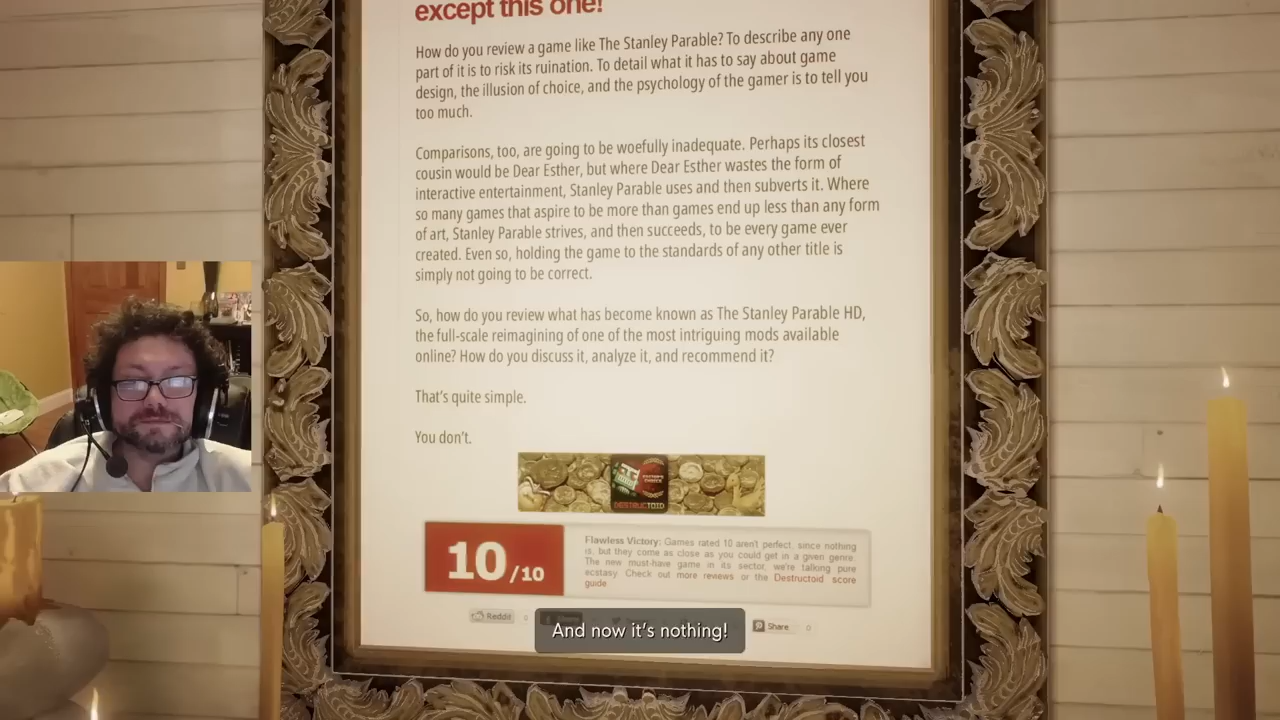 except this one!
How do you review a game like The Stanley Parable? To describe any one
part of it is to risk its ruination. To detail what it has to say about game
design, the illusion of choice, and the psychology of the gamer is to tell you
too much.
Comparisons, too, are going to be woefully inadequate. Perhaps its closest
cousin would be Dear Esther, but where Dear Esther wastes the form of
interactive entertainment, Stanley Parable uses and then subverts it. Where
so many games that aspire to be more than games end up less than any form
of art, Stanley Parable strives, and then succeeds, to be every game ever
created. Even so, holding the game to the standards of any other title is
simply not going to be correct.
So, how do you review what has become known as The Stanley Parable HD,
the full-scale reimagining of one of the most intriguing mods available
online? How do you discuss it, analyze it, and recommend it?
That's quite simple.
You don't.
DESTRUCTOID
10/10
Flawless Victory: Games rated 10 aren't perfect, since nothing
is, but they come as close as you could get in a given genre.
The new must-have game in its sector, we're talking pure
ecstasy. Check out more reviews or the Destructoid score
guide
Reddit 0 Share 0
And now it's nothing!